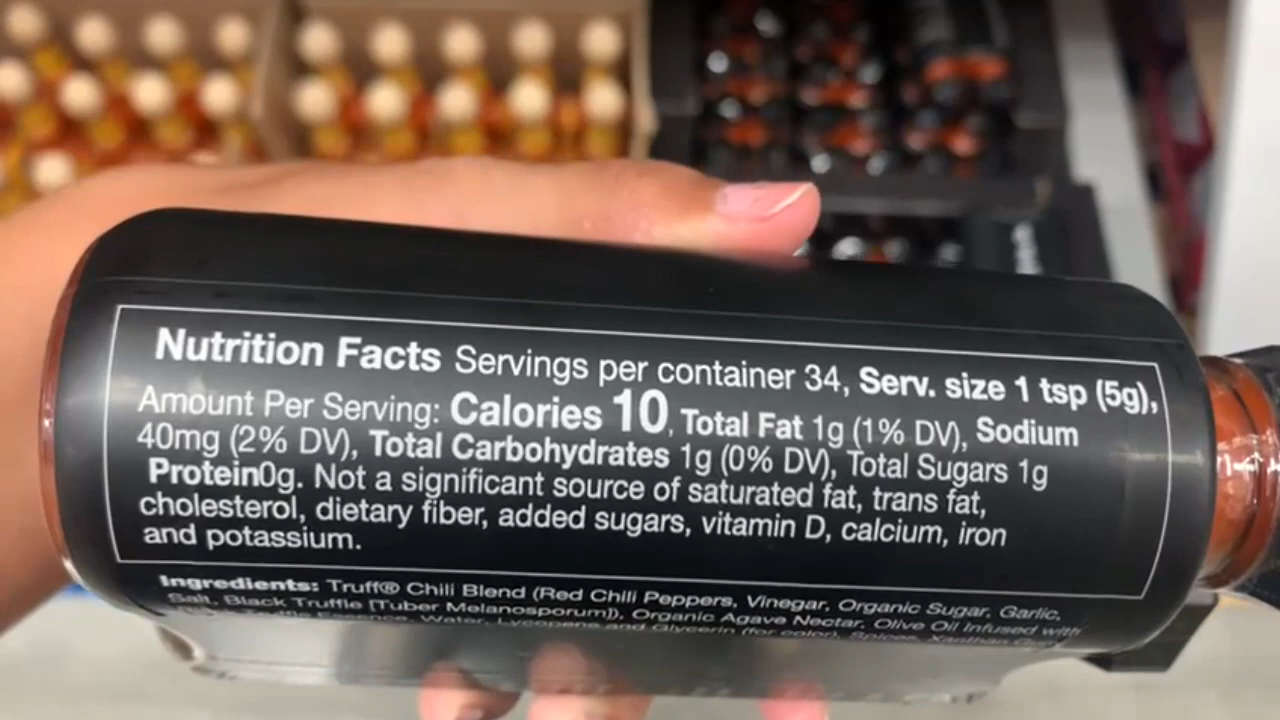 Nutrition Facts Servings per container 34, Serv. size 1 tsp (5g),
Amount Per Serving: Calories 10, Total Fat 1g (1% DV), Sodium
40mg (2% DV), Total Carbohydrates 1g (0% DV), Total Sugars 1g
Protein0g. Not a significant source of saturated fat, trans fat,
cholesterol, dietary fiber, added sugars, vitamin D, calcium, iron
and potassium.
Ingredients: Truff® Chili Blend (Red Chili Peppers, Vinegar, Organic Sugar, Garlic,
Salt, Black Truffle [Tuber Melanosporum]), Organic Agave Nectar, Olive Oil Infused with
Essence, Water, Lycopene and Glycerin (for color), Spices, Xanthan